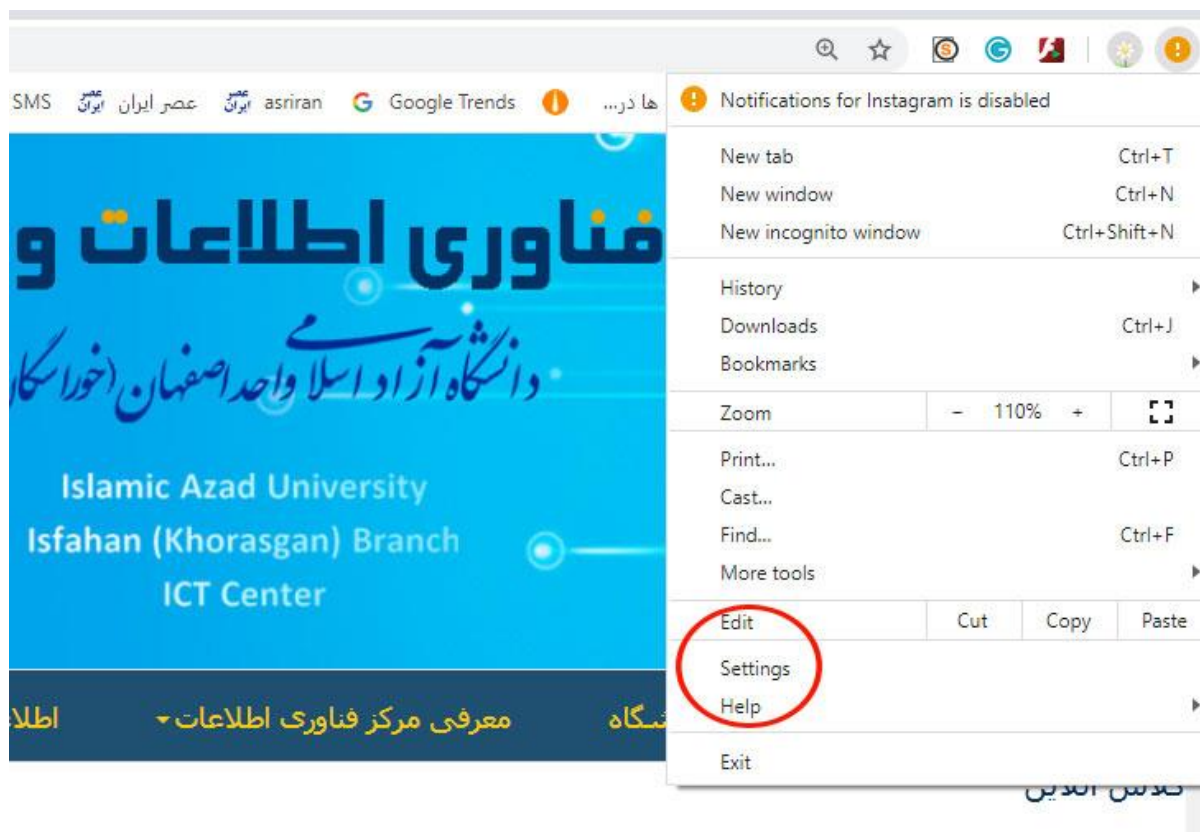 SMS عصر ایران asriran Google Trends ها در...
Notifications for Instagram is disabled
New tab Ctrl+T
New window Ctrl+N
New incognito window Ctrl+Shift+N
History
Downloads Ctrl+J
Bookmarks
Zoom - 110% +
Print... Ctrl+P
Cast...
Find... Ctrl+F
More tools
Edit Cut Copy Paste
Settings
Help
Exit
فناوری اطلاعات و
دانشگاه آزاد اسلامی واحد اصفهان (خوراسگا
Islamic Azad University
Isfahan (Khorasgan) Branch
ICT Center
معرفی مرکز فناوری اطلاعات
کلاس آنلاین